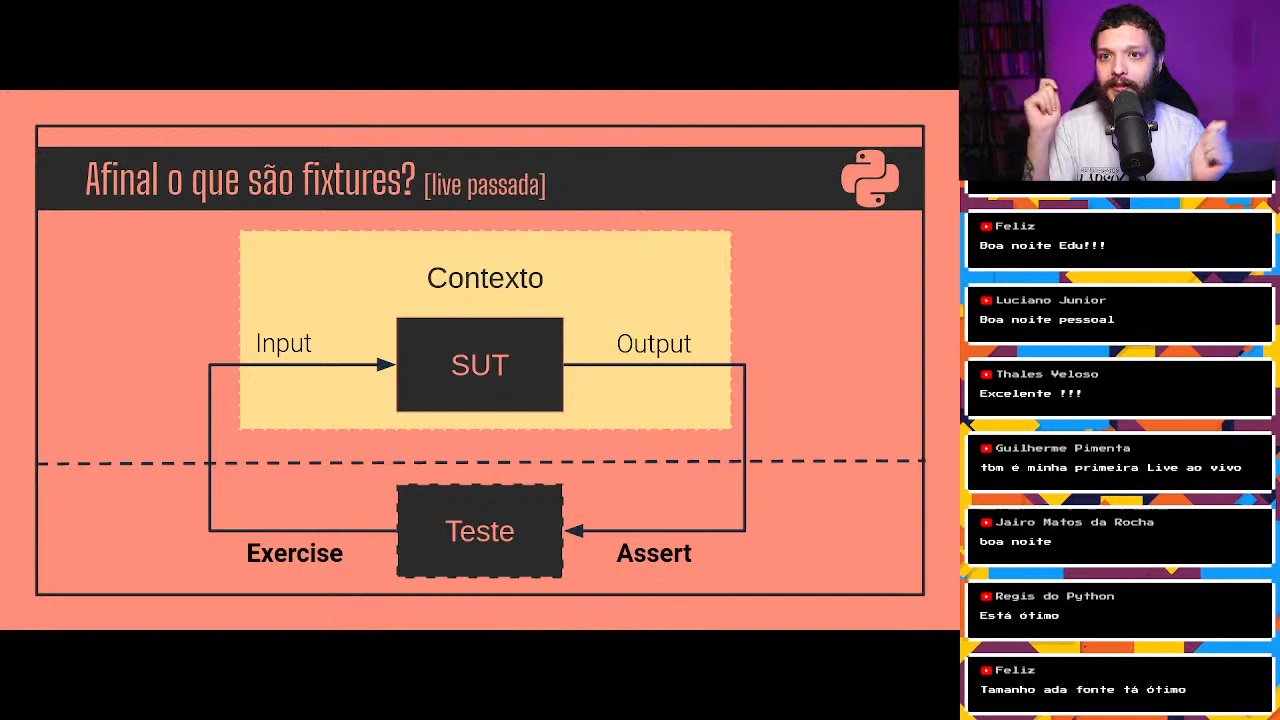 Afinal o que são fixtures? [live passada]
Contexto
Input
SUT
Output
Teste
Exercise
Assert
Feliz
Boa noite Edu!!!
Luciano Junior
Boa noite pessoal
Thales Veloso
Excelente !!!
Guilherme Pimenta
tbm é minha primeira Live ao vivo
Jairo Matos da Rocha
boa noite
Regis do Python
Está ótimo
Feliz
Tamanho ada fonte tá ótimo